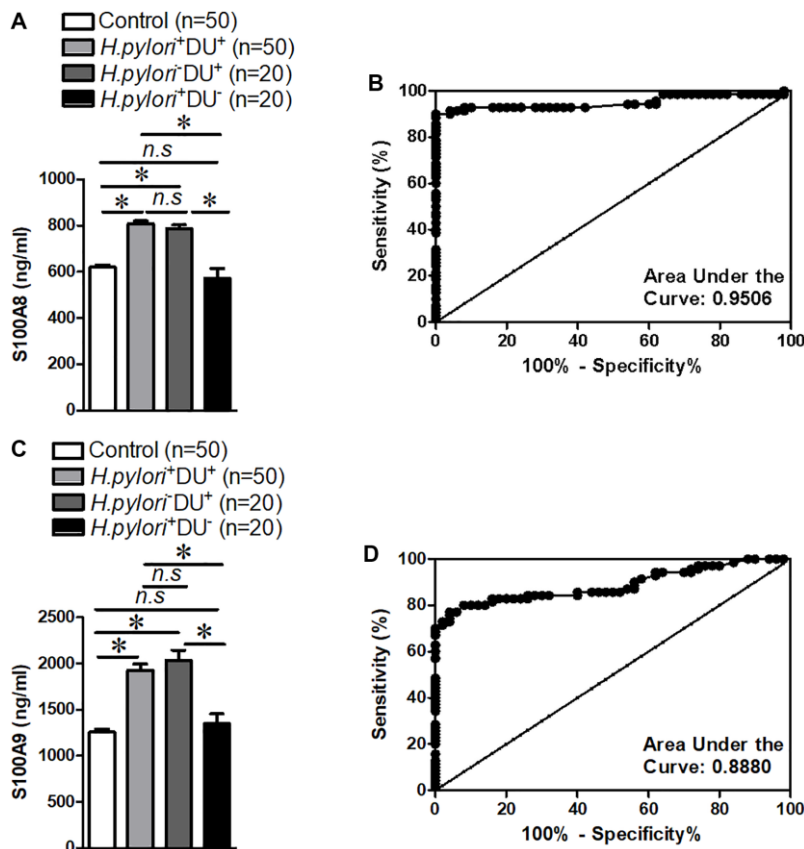 A
Control (n=50)
H.pylori+DU+ (n=50)
H.pylori-DU+ (n=20)
H.pylori+DU- (n=20)
*
n.s
*
* n.s *
S100A8 (ng/ml)
1000
800
600
400
200
0
B
Sensitivity (%)
100
80
60
40
20
0
Area Under the
Curve: 0.9506
0 20 40 60 80 100
100% - Specificity%
C
Control (n=50)
H.pylori+DU+ (n=50)
H.pylori-DU+ (n=20)
H.pylori+DU- (n=20)
*
n.s
n.s
*
* *
S100A9 (ng/ml)
2500
2000
1500
1000
500
0
D
Sensitivity (%)
100
80
60
40
20
0
Area Under the
Curve: 0.8880
0 20 40 60 80 100
100% - Specificity%